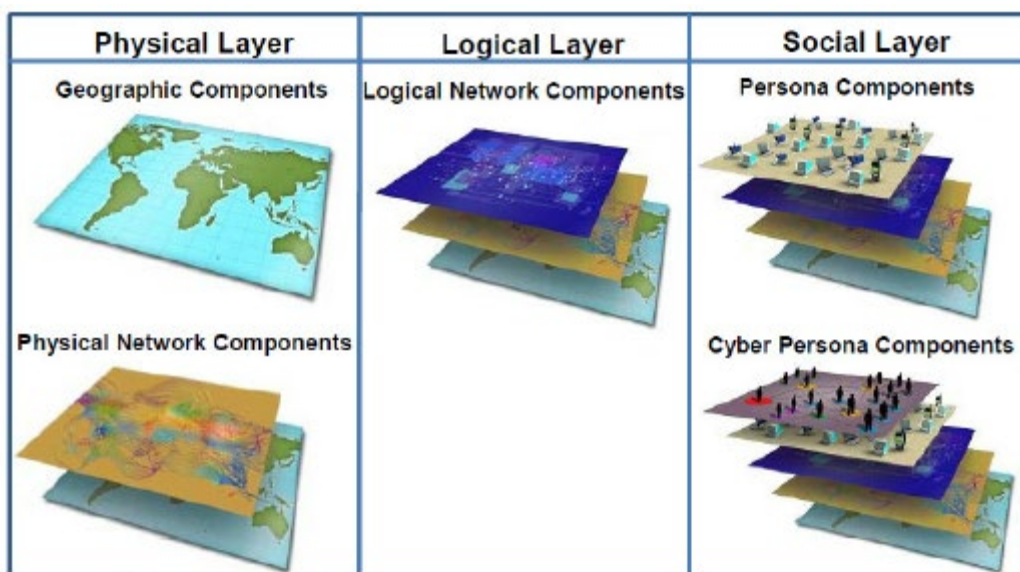 Physical Layer
Logical Layer
Social Layer
Geographic Components
Logical Network Components
Persona Components
Physical Network Components
Cyber Persona Components